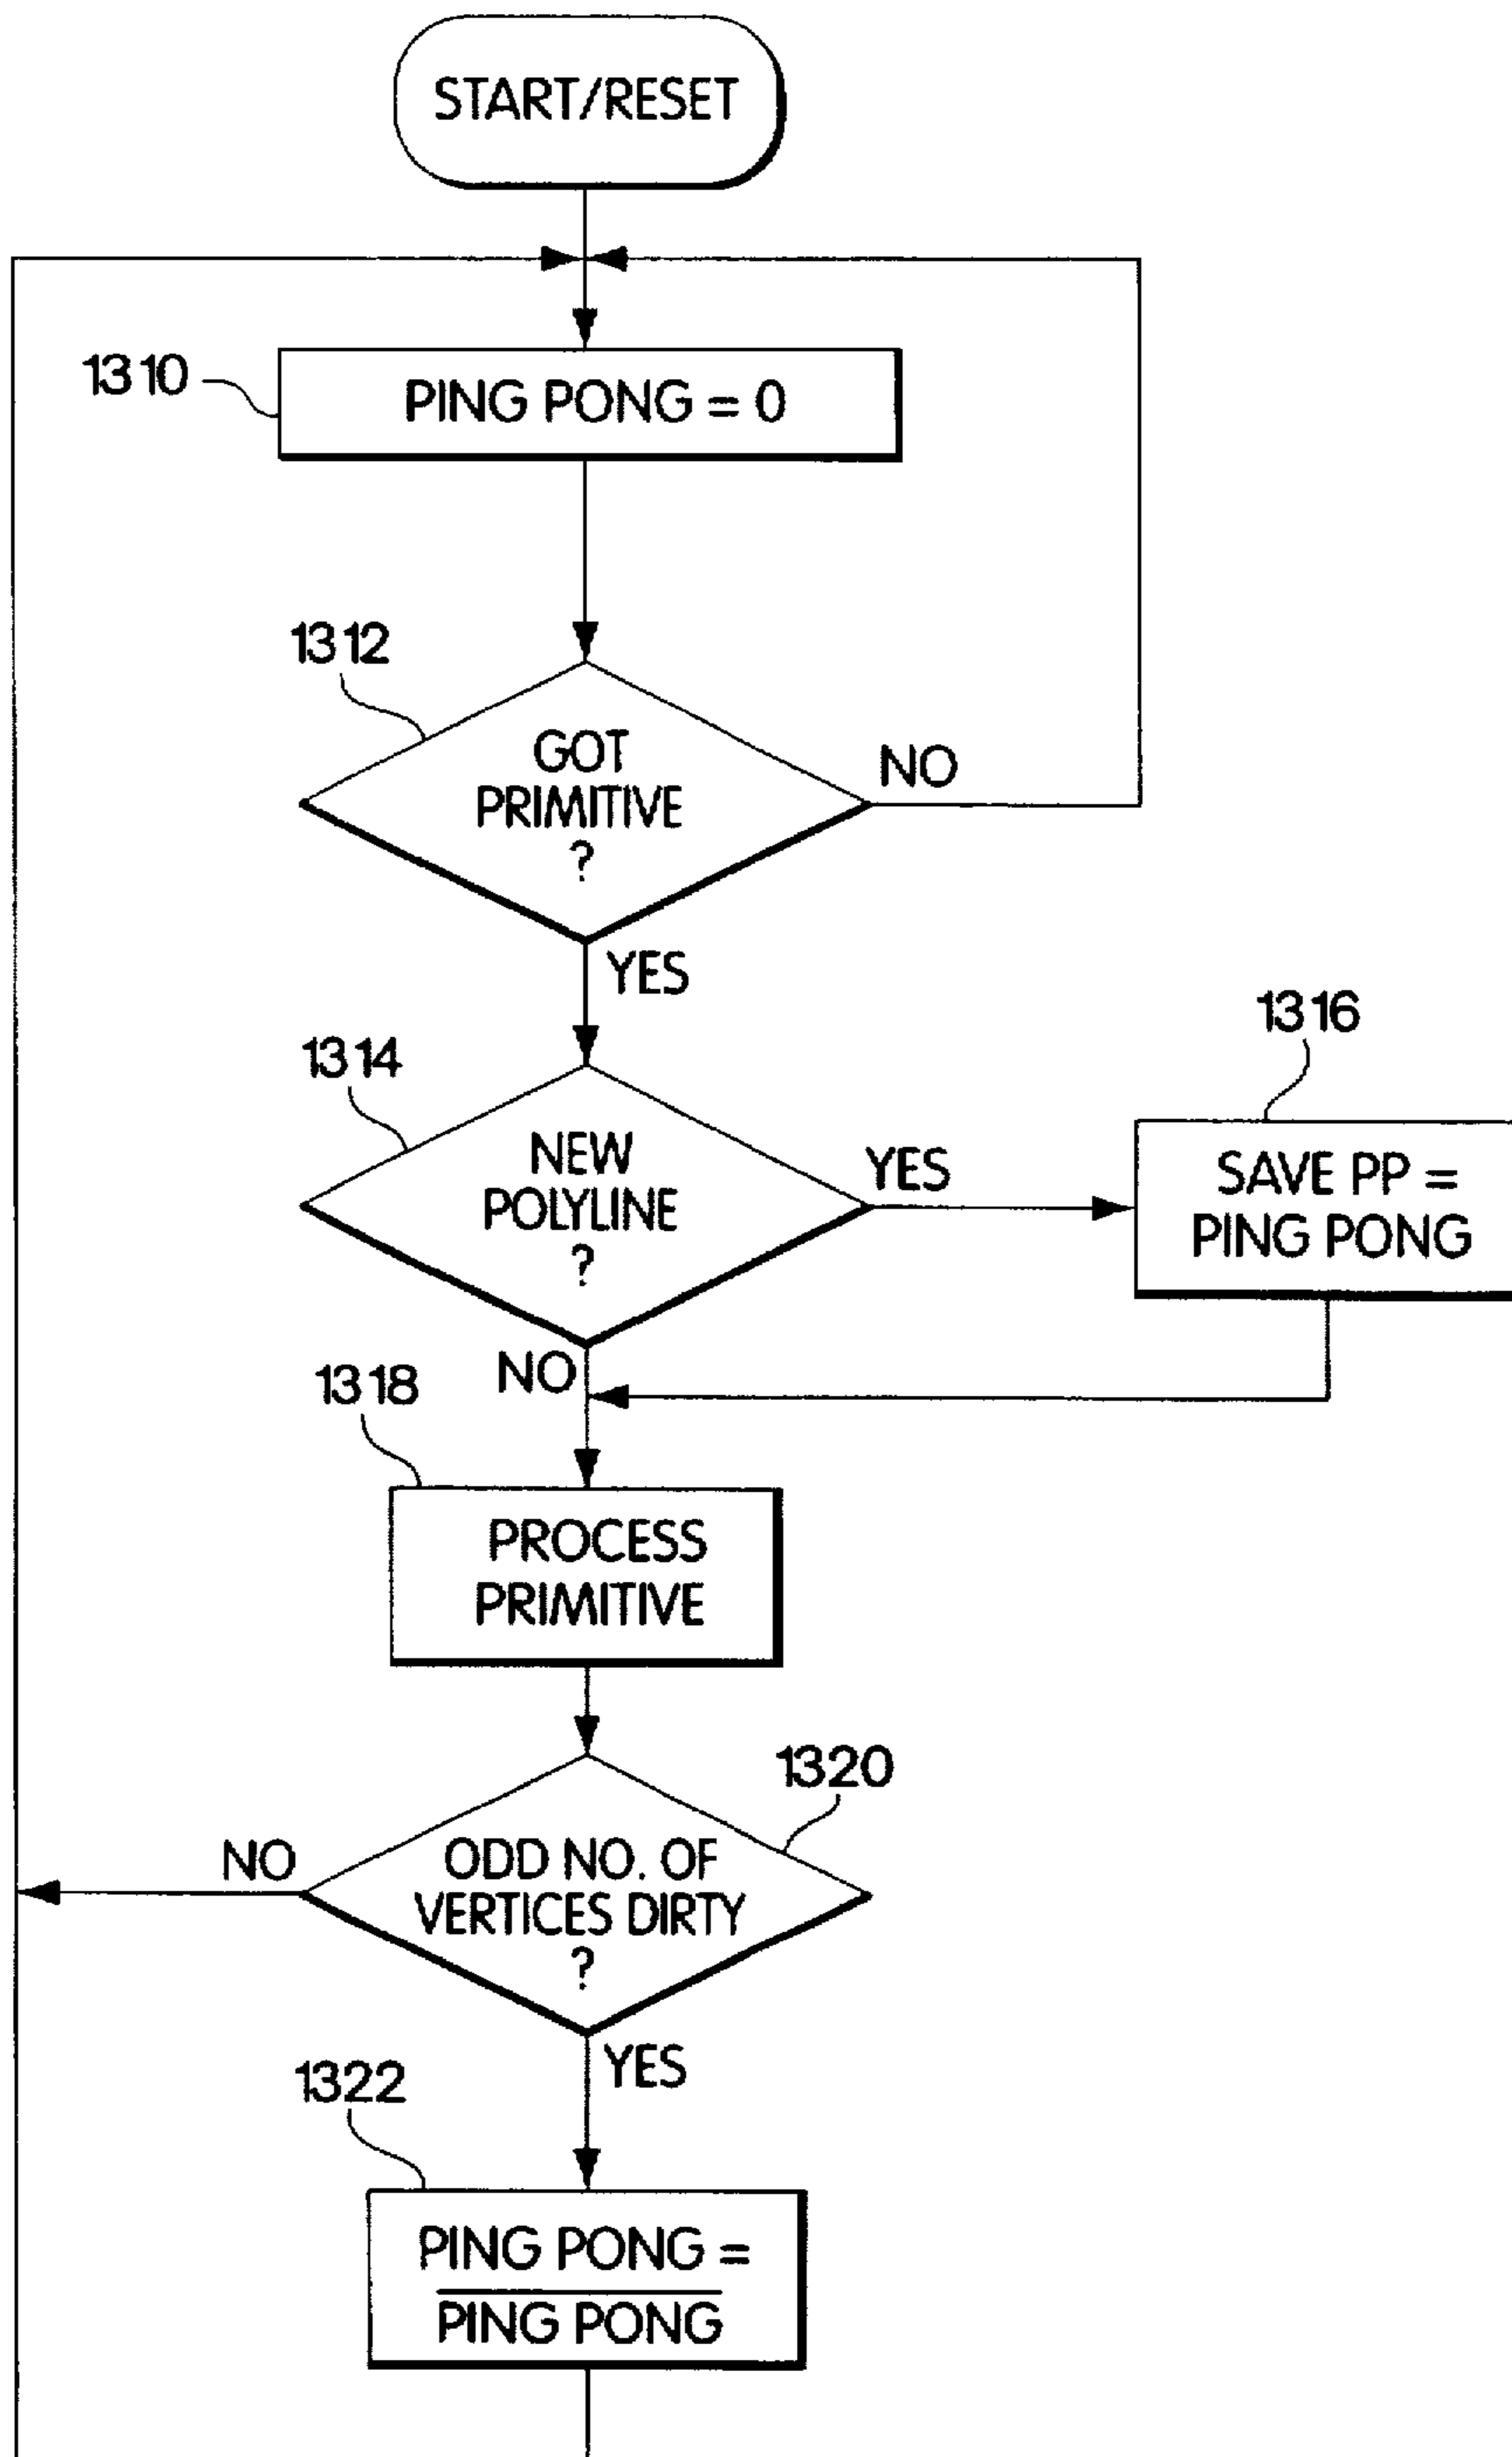 START/RESET
1310
PING PONG = 0
1312
GOT
PRIMITIVE
?
NO
YES
1314
NEW
POLYLINE
?
YES
1316
SAVE PP =
PING PONG
NO
1318
PROCESS
PRIMITIVE
1320
ODD NO. OF
VERTICES DIRTY
?
NO
YES
1322
PING PONG =
PING PONG